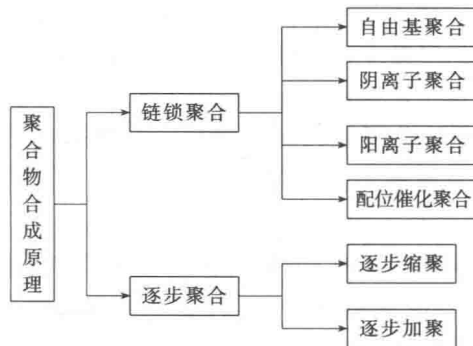 聚合物合成原理
链锁聚合
自由基聚合
阴离子聚合
阳离子聚合
配位催化聚合
逐步聚合
逐步缩聚
逐步加聚